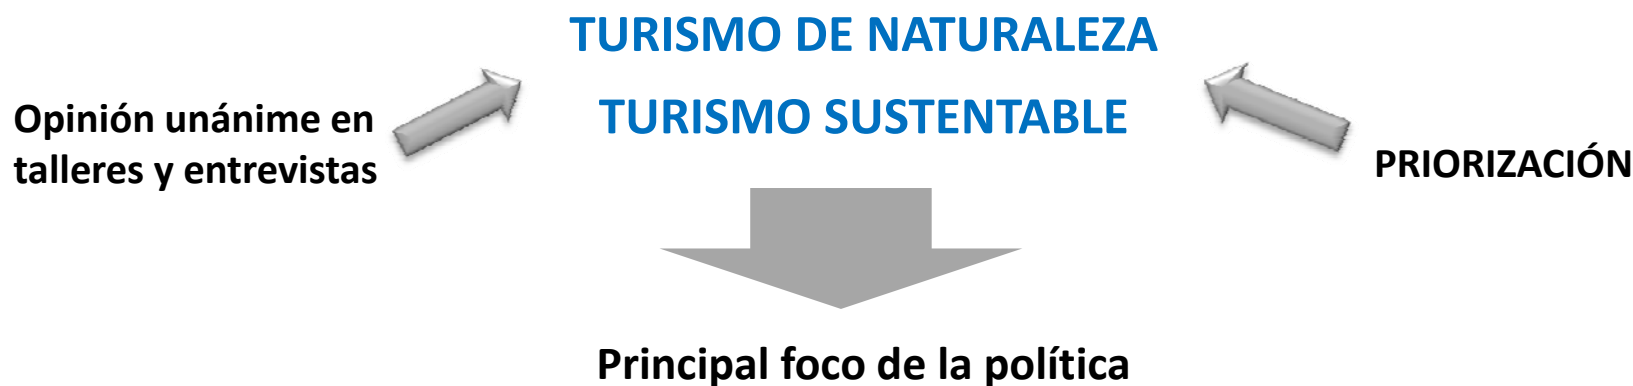 TURISMO DE NATURALEZA
TURISMO SUSTENTABLE
Opinión unánime en
talleres y entrevistas
PRIORIZACIÓN
Principal foco de la política